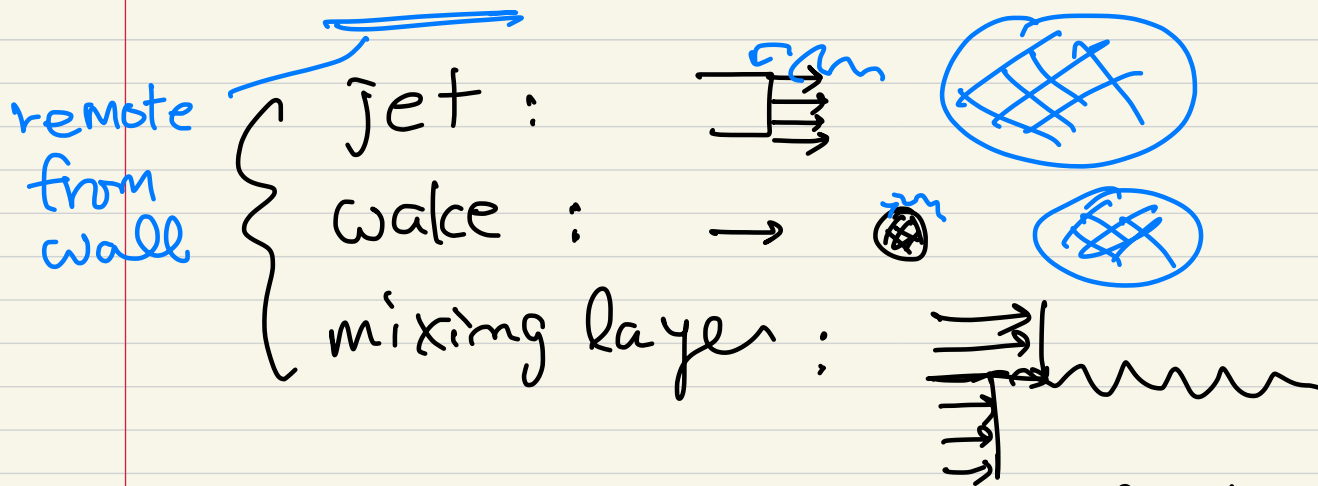 jet :
remote
from
wall
wake :
mixing layer :